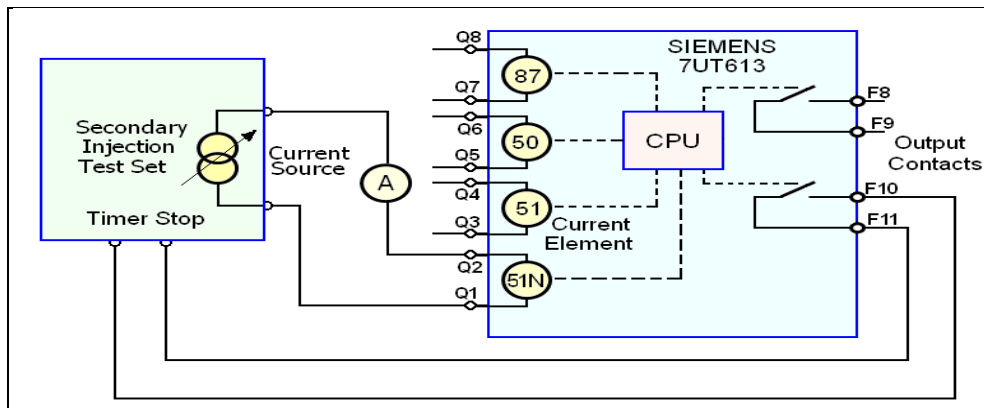 Secondary
Injection
Test Set
Current
Source
Timer Stop
A
Q8
Q7
Q6
Q5
Q4
Q3
Q2
Q1
87
50
51
51N
Current
Element
SIEMENS
7UT613
CPU
F8
F9
Output
Contacts
F10
F11